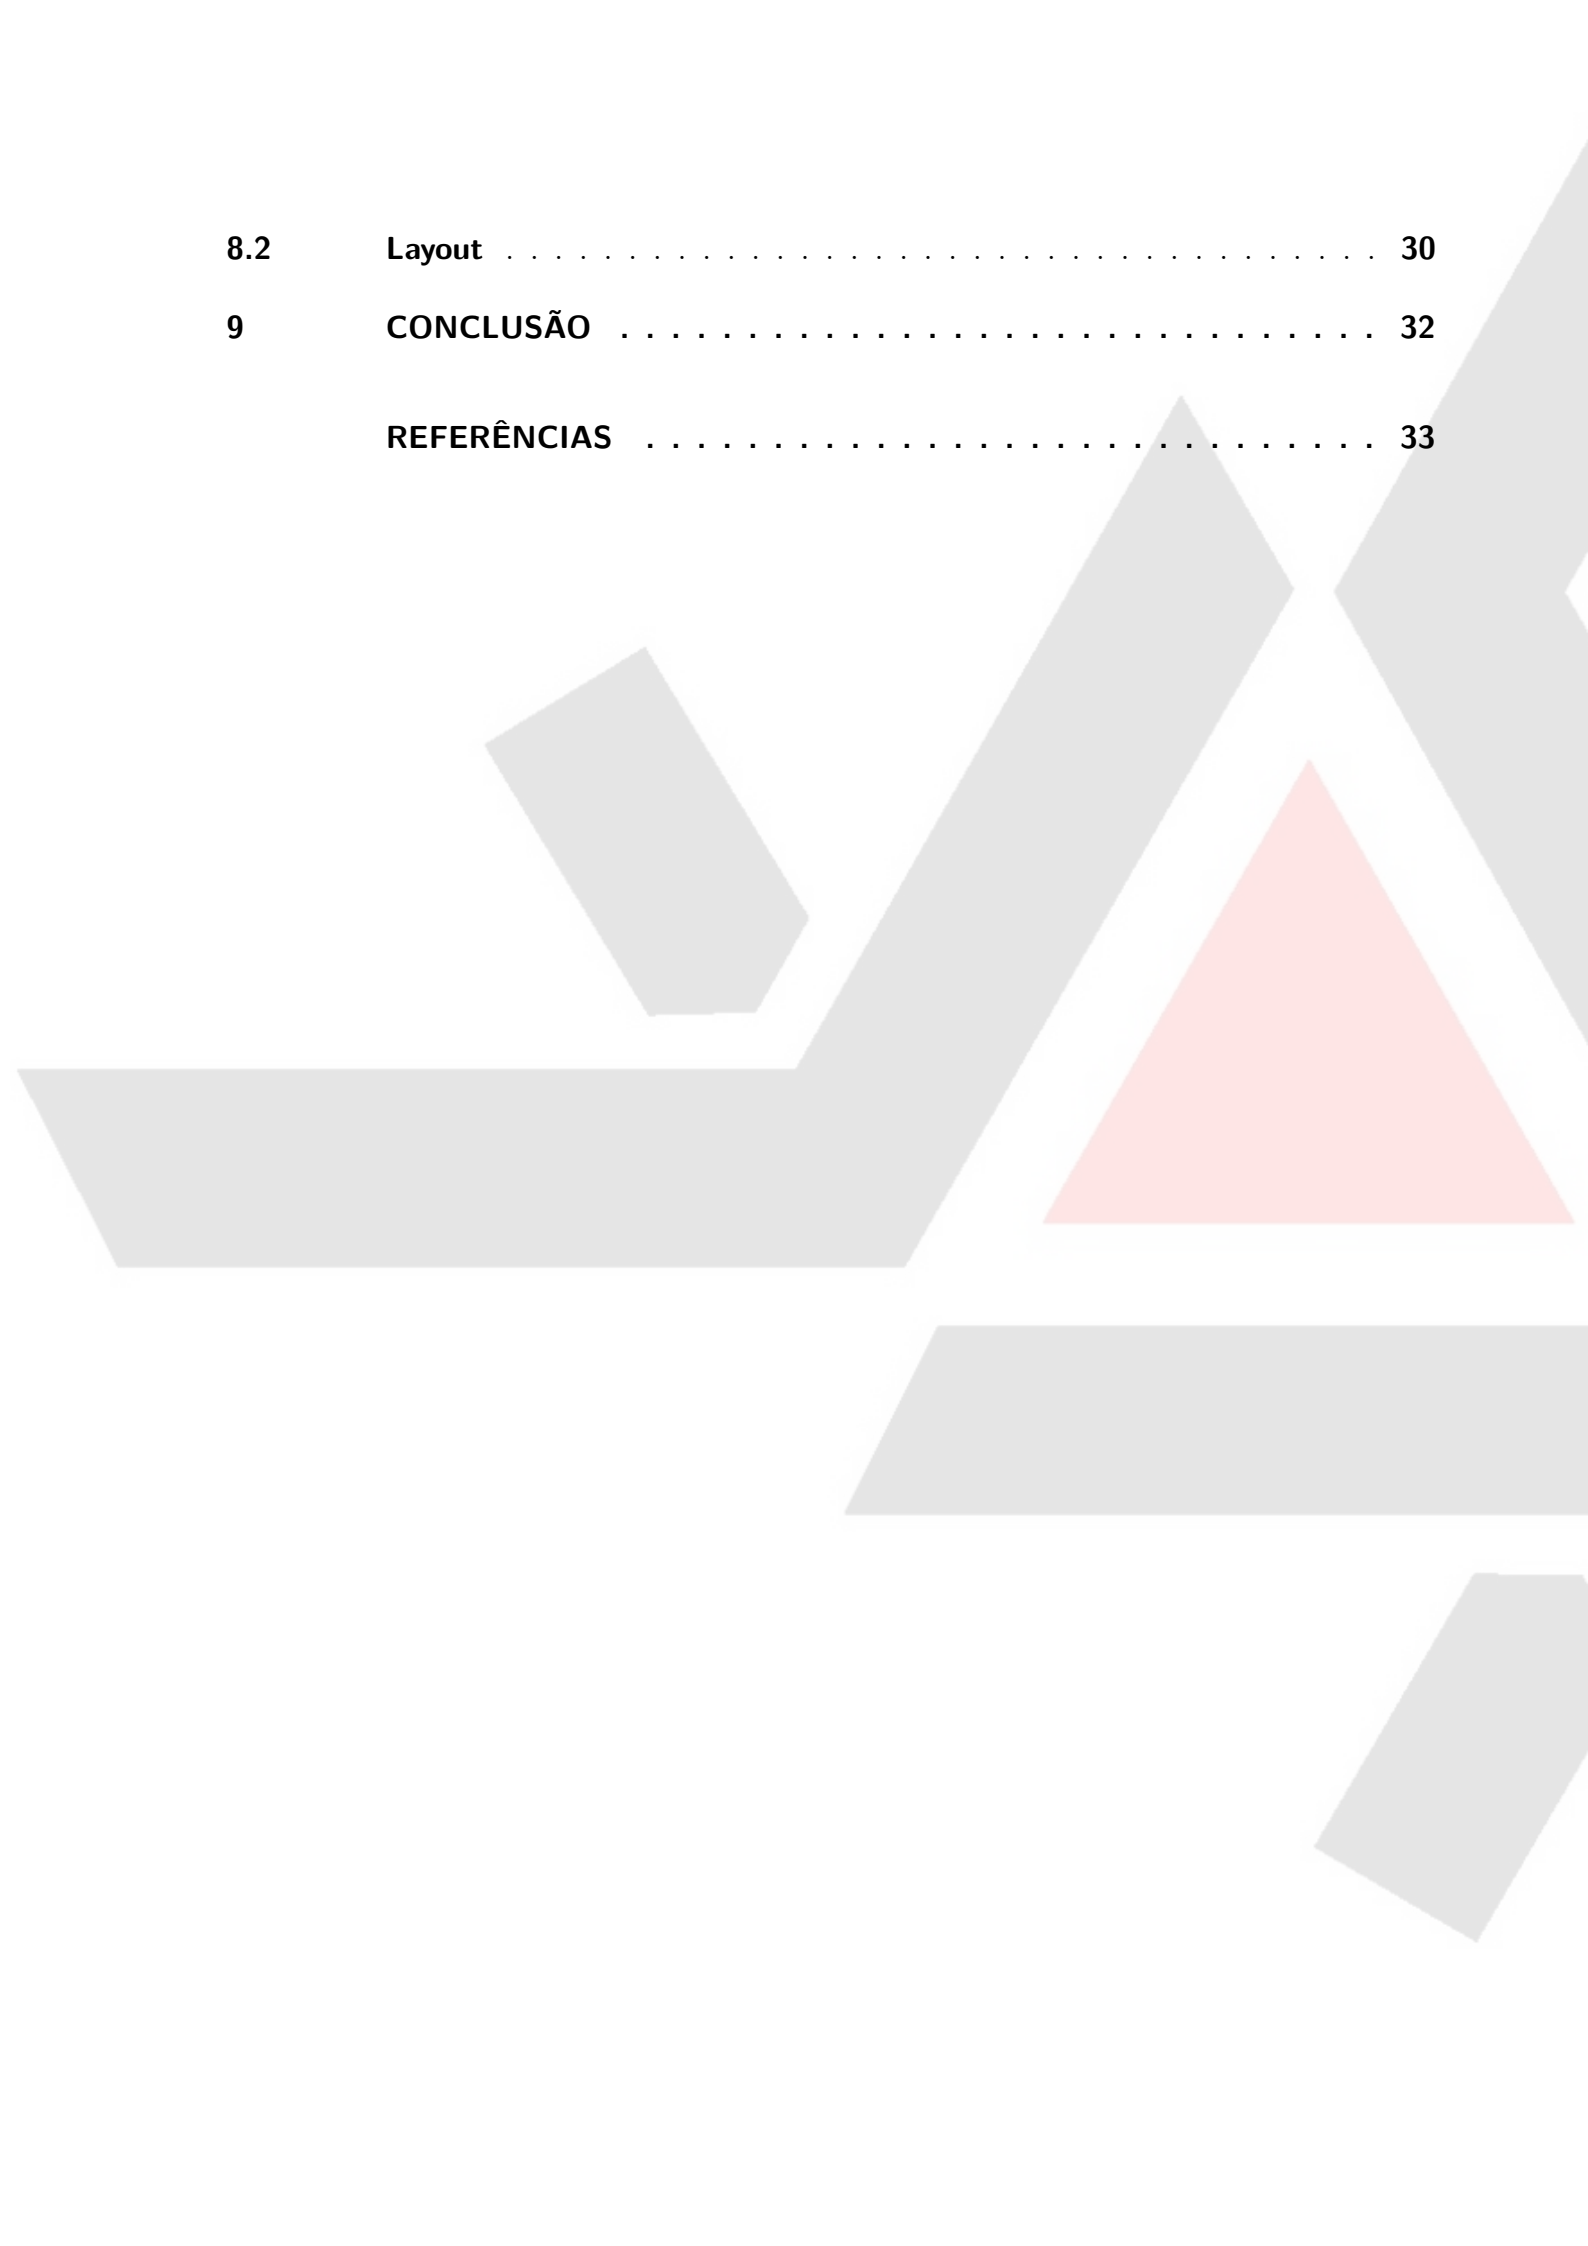 8.2 Layout . . . . . . . . . . . . . . . . . . . . . . . . . . . . . . . . . . . . 30
9 CONCLUSÃO . . . . . . . . . . . . . . . . . . . . . . . . . . . . . . 32
REFERÊNCIAS . . . . . . . . . . . . . . . . . . . . . . . . . . . . . 33